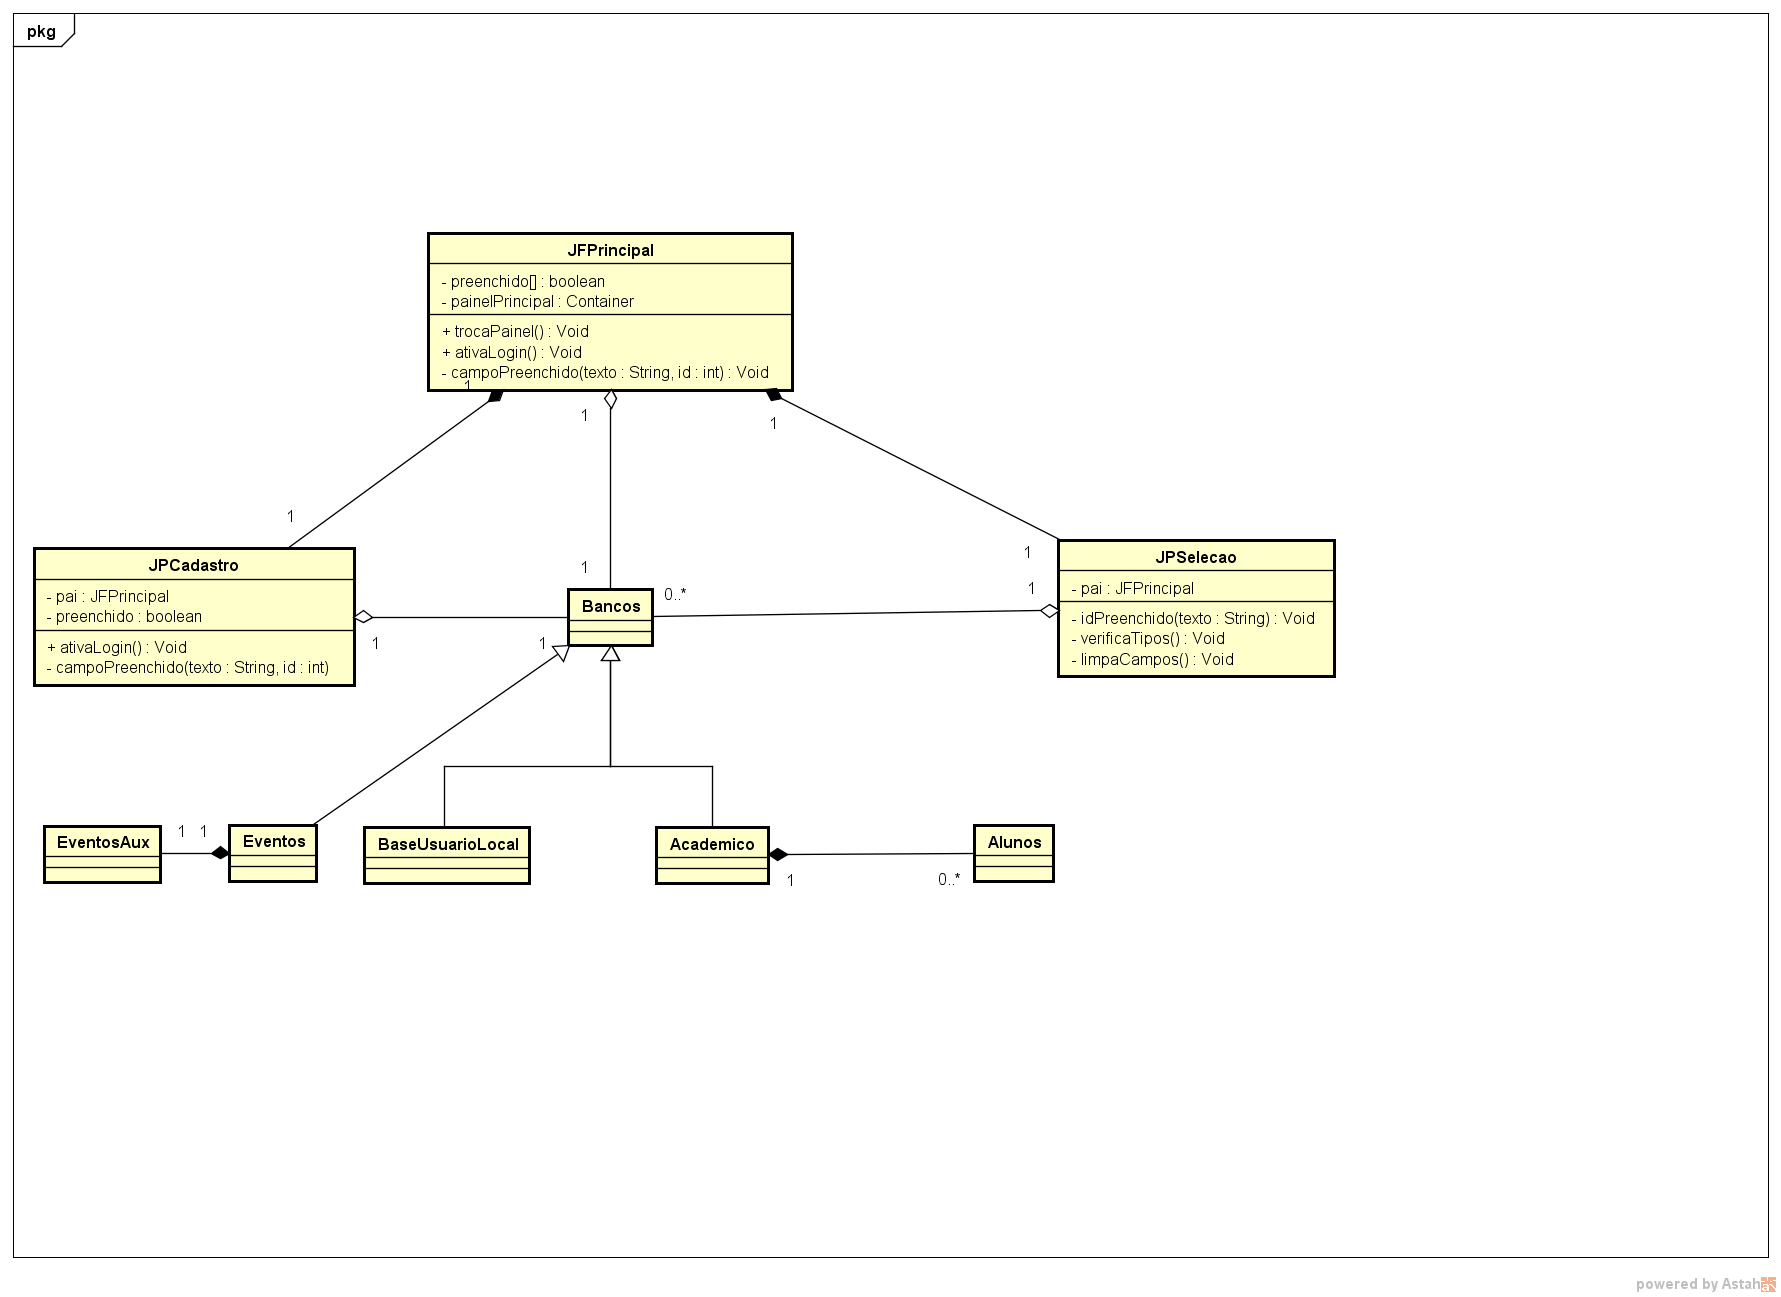 pkg
JFPrincipal
- preenchido[] : boolean
- painelPrincipal : Container
+ trocaPainel() : Void
+ ativaLogin() : Void
- campoPreenchido(texto : String, id : int) : Void
1
1
1
1
1
1
JPCadastro
- pai : JFPrincipal
- preenchido : boolean
+ ativaLogin() : Void
- campoPreenchido(texto : String, id : int)
1
1
Bancos
0..*
1
JPSelecao
- pai : JFPrincipal
- idPreenchido(texto : String) : Void
- verificaTipos() : Void
- limpaCampos() : Void
EventosAux
1
1
Eventos
BaseUsuarioLocal
Academico
1
0..*
Alunos
powered by Astah